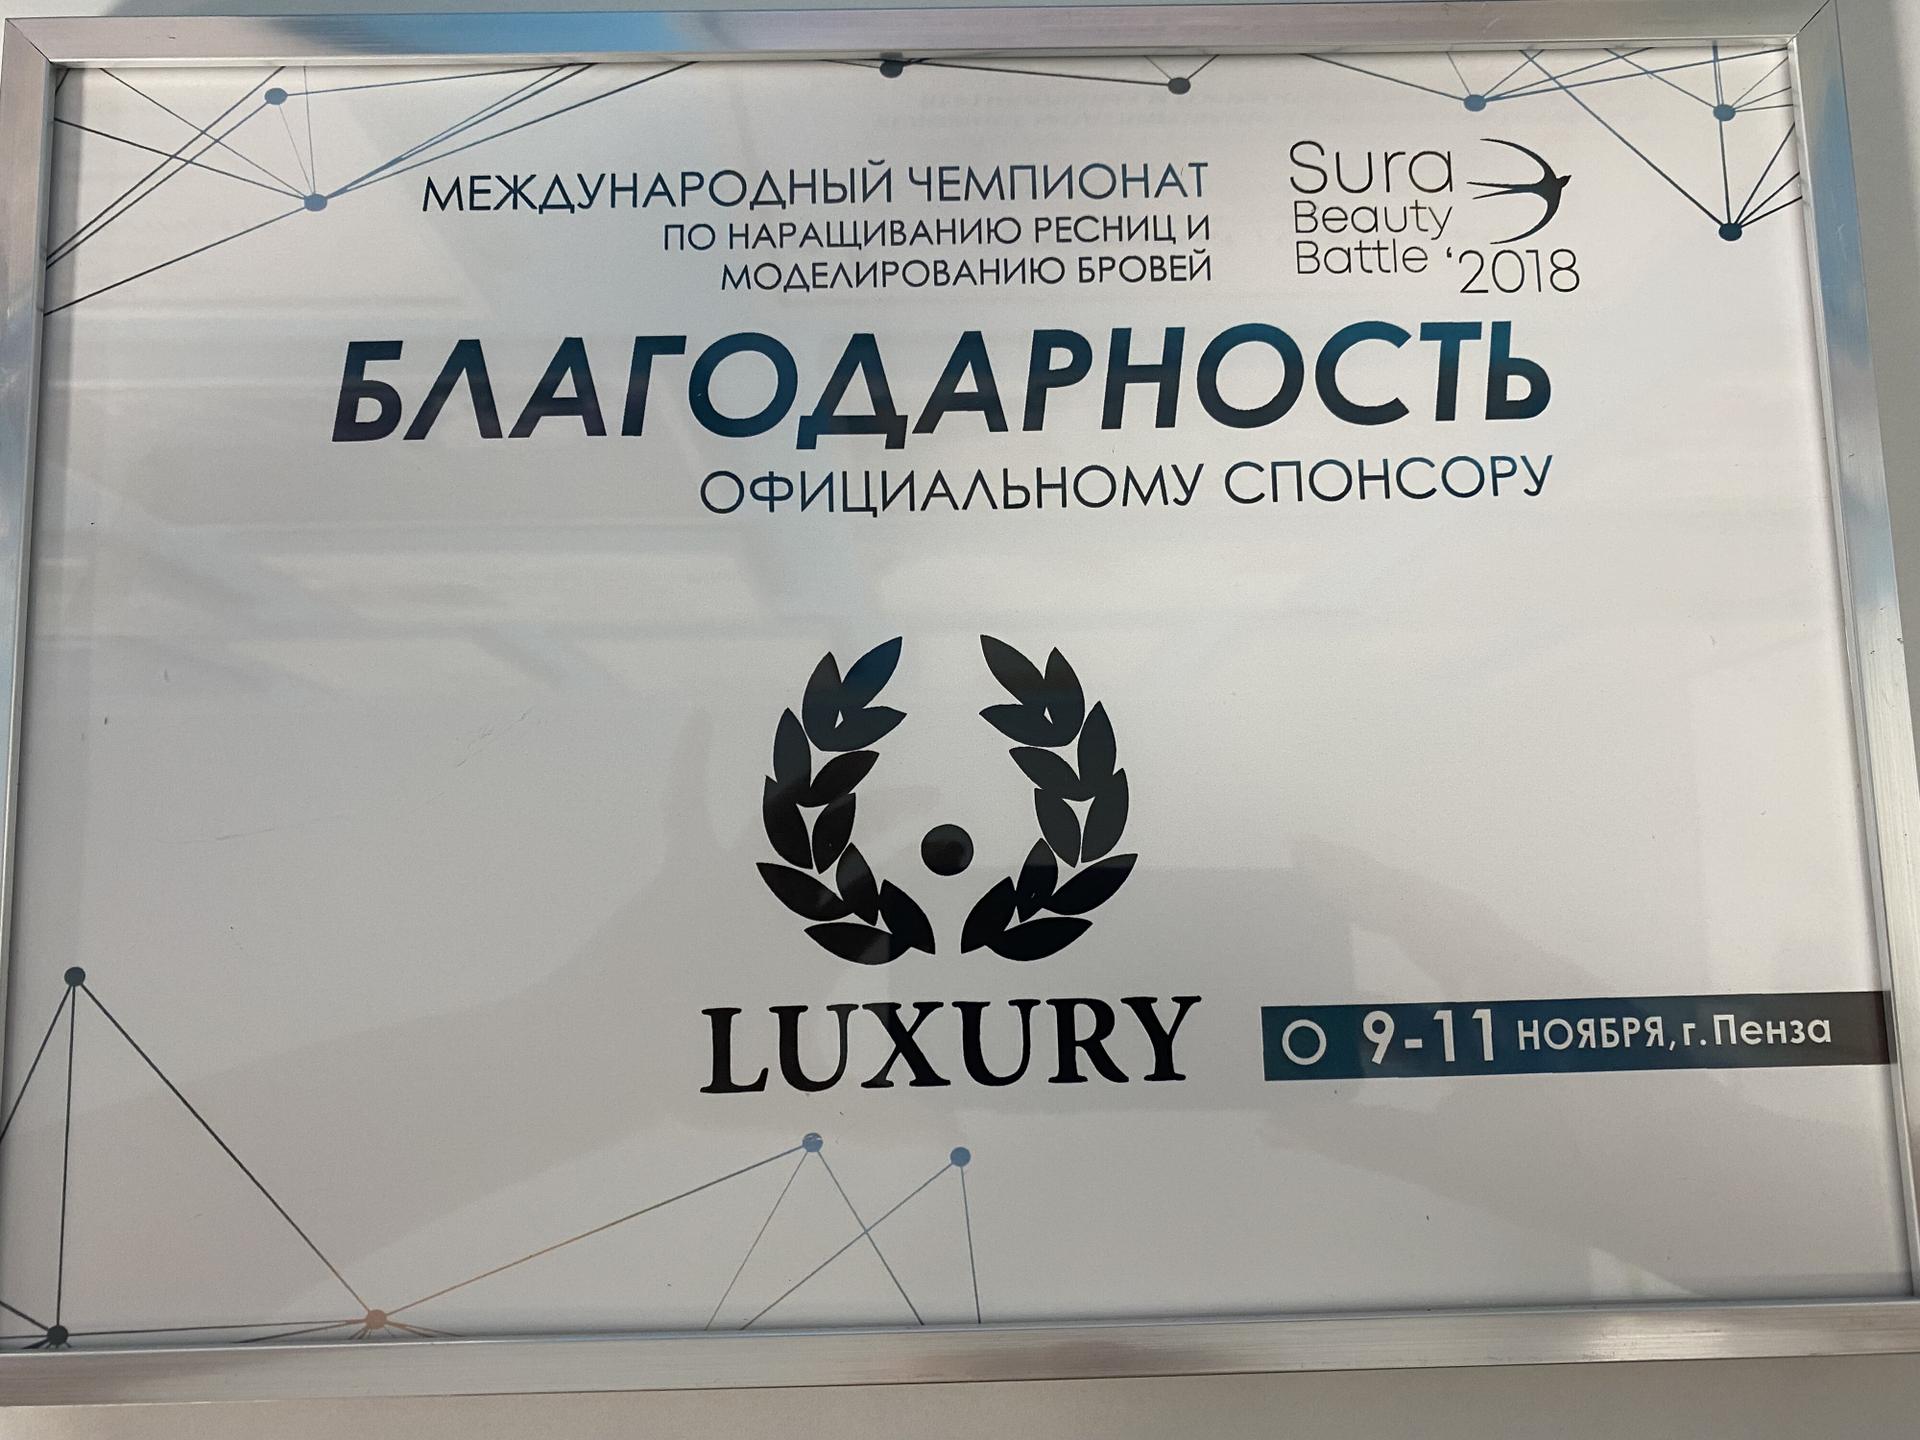 МЕЖДУНАРОДНЫЙ ЧЕМПИОНАТ
ПО НАРАЩИВАНИЮ РЕСНИЦ И
МОДЕЛИРОВАНИЮ БРОВЕЙ
Sura
Beauty
Battle '2018
БЛАГОДАРНОСТЬ
ОФИЦИАЛЬНОМУ СПОНСОРУ
LUXURY
9-11 НОЯБРЯ, г. Пенза